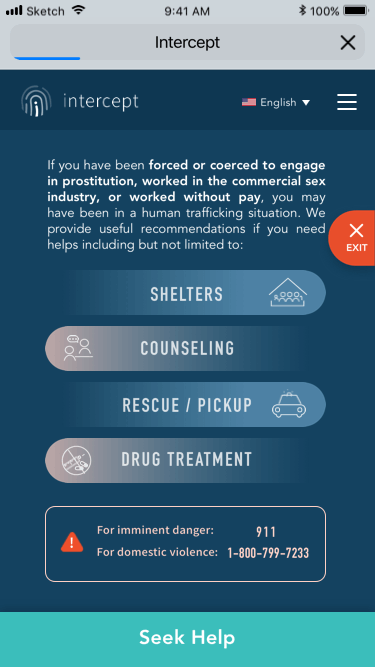 Sketch 9:41 AM 100%
Intercept
intercept English
If you have been forced or coerced to engage
in prostitution, worked in the commercial sex
industry, or worked without pay, you may
have been in a human trafficking situation. We
provide useful recommendations if you need
helps including but not limited to:
EXIT
SHELTERS
COUNSELING
RESCUE / PICKUP
DRUG TREATMENT
For imminent danger: 911
For domestic violence: 1-800-799-7233
Seek Help